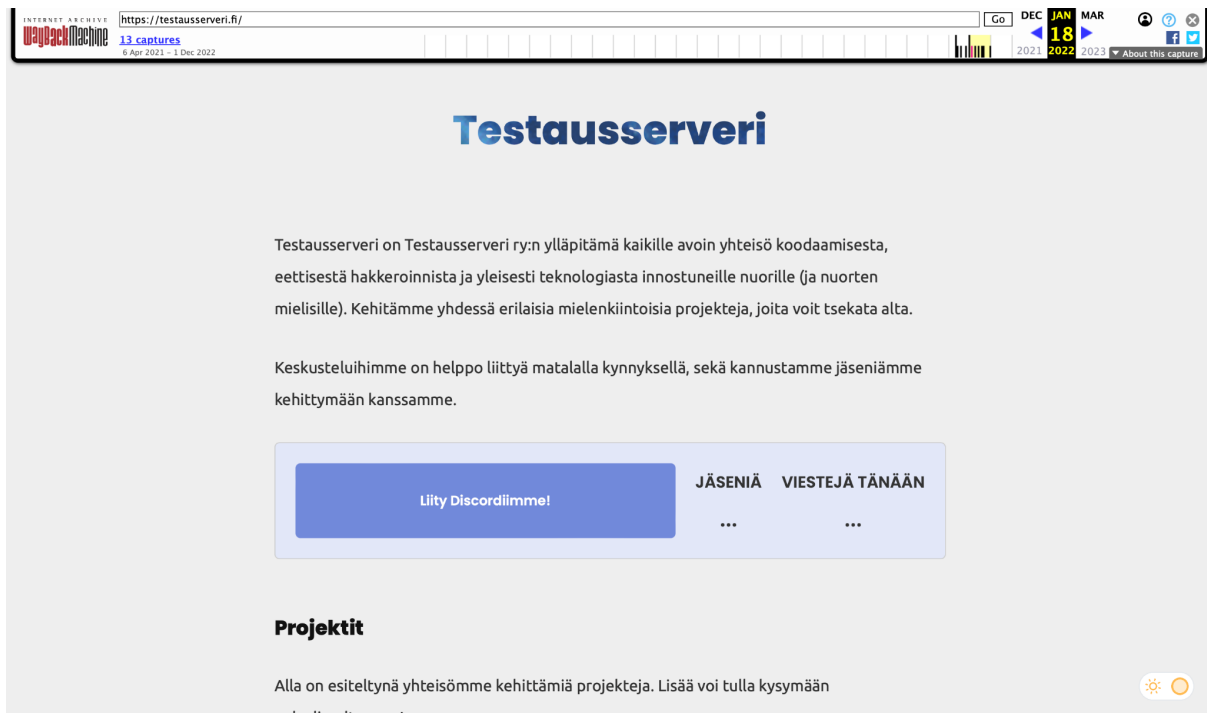 INTERNET ARCHIVE
WayBackMachine
https://testausserveri.fi/
Go
13 captures
6 Apr 2021 – 1 Dec 2022
DEC JAN MAR
18
2021 2022 2023
About this capture
Testausserveri
Testausserveri on Testausserveri ry:n ylläpitämä kaikille avoin yhteisö koodaamisesta,
eettisestä hakkeroinnista ja yleisesti teknologiasta innostuneille nuorille (ja nuorten
mielisille). Kehitämme yhdessä erilaisia mielenkiintoisia projekteja, joita voit tsekata alta.
Keskusteluihimme on helppo liittyä matalalla kynnyksellä, sekä kannustamme jäseniämme
kehittymään kanssamme.
Liity Discordiimme!
JÄSENIÄ VIESTEJÄ TÄNÄÄN
... ...
Projektit
Alla on esiteltynä yhteisömme kehittämiä projekteja. Lisää voi tulla kysymään